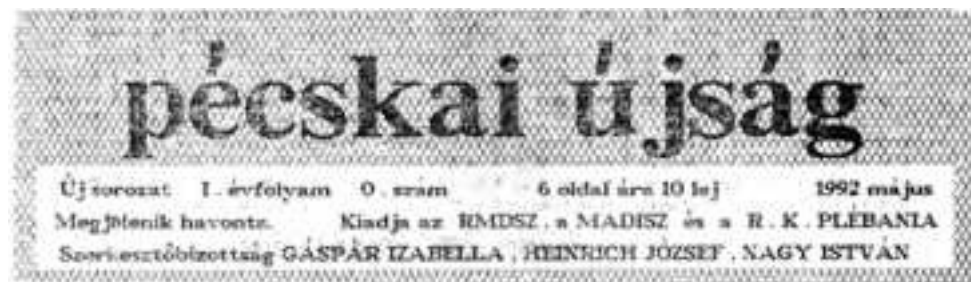 pécskai újság
Új sorozat I. évfolyam 0. szám 6 oldal ára 10 lej 1992 május
Megjelenik havonta. Kiadja az RMDSZ, a MADISZ és a R. K. PLÉBÁNIA
Szerkesztőbizottság GÁSPÁR IZABELLA, HEINRICH JÓZSEF, NAGY ISTVÁN